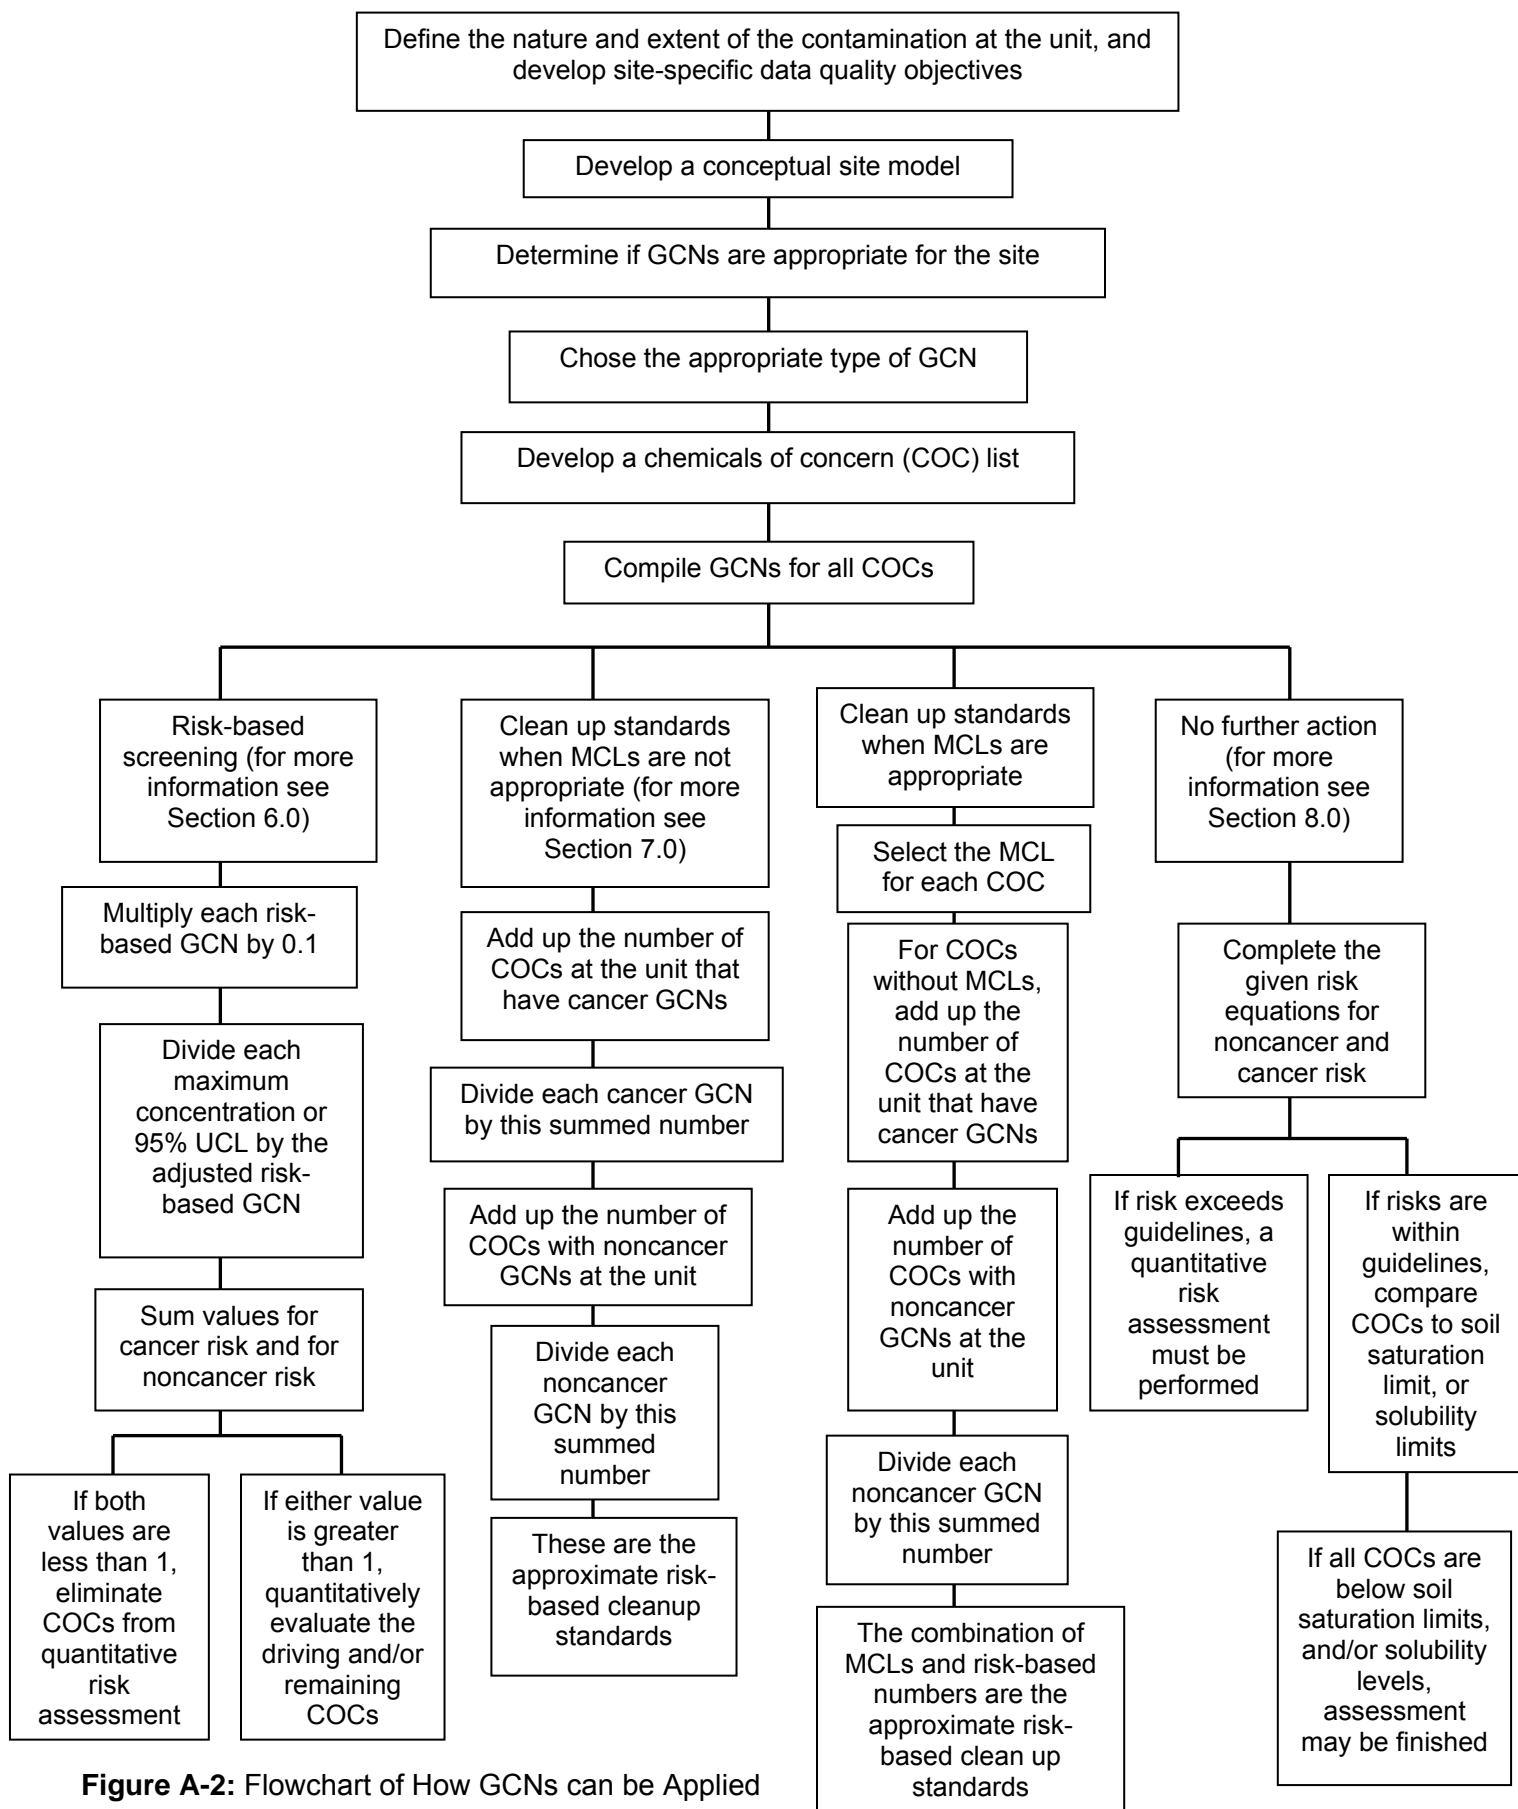 Define the nature and extent of the contamination at the unit, and
develop site-specific data quality objectives
Develop a conceptual site model
Determine if GCNs are appropriate for the site
Chose the appropriate type of GCN
Develop a chemicals of concern (COC) list
Compile GCNs for all COCs
Risk-based
screening (for more
information see
Section 6.0)
Multiply each risk-
based GCN by 0.1
Divide each
maximum
concentration or
95% UCL by the
adjusted risk-
based GCN
Sum values for
cancer risk and for
noncancer risk
If both
values are
less than 1,
eliminate
COCs from
quantitative
risk
assessment
If either value
is greater
than 1,
quantitatively
evaluate the
driving and/or
remaining
COCs
Clean up standards
when MCLs are not
appropriate (for more
information see
Section 7.0)
Add up the number of
COCs at the unit that
have cancer GCNs
Divide each cancer GCN
by this summed number
Add up the number of
COCs with noncancer
GCNs at the unit
Divide each
noncancer
GCN by this
summed
number
These are the
approximate risk-
based cleanup
standards
Clean up standards
when MCLs are
appropriate
Select the MCL
for each COC
For COCs
without MCLs,
add up the
number of
COCs at the
unit that have
cancer GCNs
Add up the
number of
COCs with
noncancer
GCNs at the
unit
Divide each
noncancer GCN
by this summed
number
The combination of
MCLs and risk-based
numbers are the
approximate risk-
based clean up
standards
No further action
(for more
information see
Section 8.0)
Complete the
given risk
equations for
noncancer and
cancer risk
If risk exceeds
guidelines, a
quantitative
risk
assessment
must be
performed
If risks are
within
guidelines,
compare
COCs to soil
saturation
limit, or
solubility
limits
If all COCs are
below soil
saturation limits,
and/or solubility
levels,
assessment
may be finished
Figure A-2: Flowchart of How GCNs can be Applied